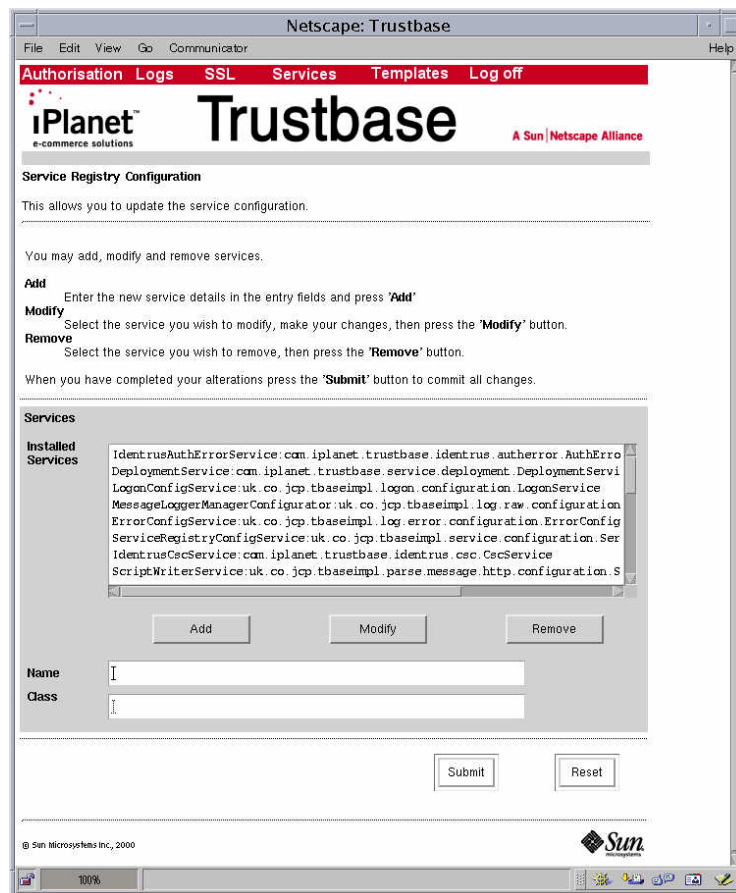 Netscape: Trustbase
File Edit View Go Communicator Help
Authorisation Logs SSL Services Templates Log off
iPlanet™
e-commerce solutions
Trustbase
A Sun | Netscape Alliance
Service Registry Configuration
This allows you to update the service configuration.
You may add, modify and remove services.
Add
Enter the new service details in the entry fields and press 'Add'
Modify
Select the service you wish to modify, make your changes, then press the 'Modify' button.
Remove
Select the service you wish to remove, then press the 'Remove' button.
When you have completed your alterations press the 'Submit' button to commit all changes.
Services
Installed
Services
IdentrusAuthErrorService:com.iplanet.trustbase.identrus.autherror.AuthErro
DeploymentService:com.iplanet.trustbase.service.deployment.DeploymentServi
LogonConfigService:uk.co.jcp.tbaseimpl.logon.configuration.LogonService
MessageLoggerManagerConfigurator:uk.co.jcp.tbaseimpl.log.raw.configuration
ErrorConfigService:uk.co.jcp.tbaseimpl.log.error.configuration.ErrorConfig
ServiceRegistryConfigService:uk.co.jcp.tbaseimpl.service.configuration.Ser
IdentrusCscService:com.iplanet.trustbase.identrus.csc.CscService
ScriptWriterService:uk.co.jcp.tbaseimpl.parse.message.http.configuration.S
Add Modify Remove
Name
Class
Submit Reset
© Sun Microsystems Inc., 2000
Sun
microsystems
100%